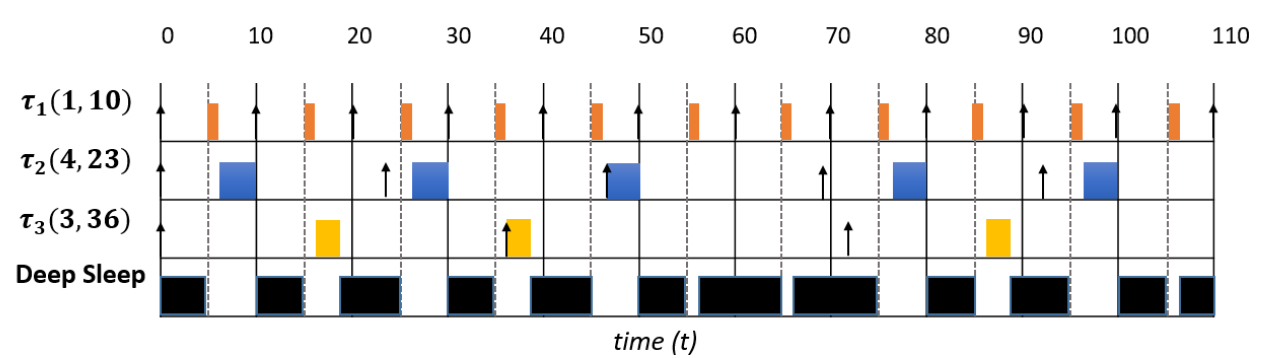 0 10 20 30 40 50 60 70 80 90 100 110
τ₁(1, 10)
τ₂(4, 23)
τ₃(3, 36)
Deep Sleep
time (t)